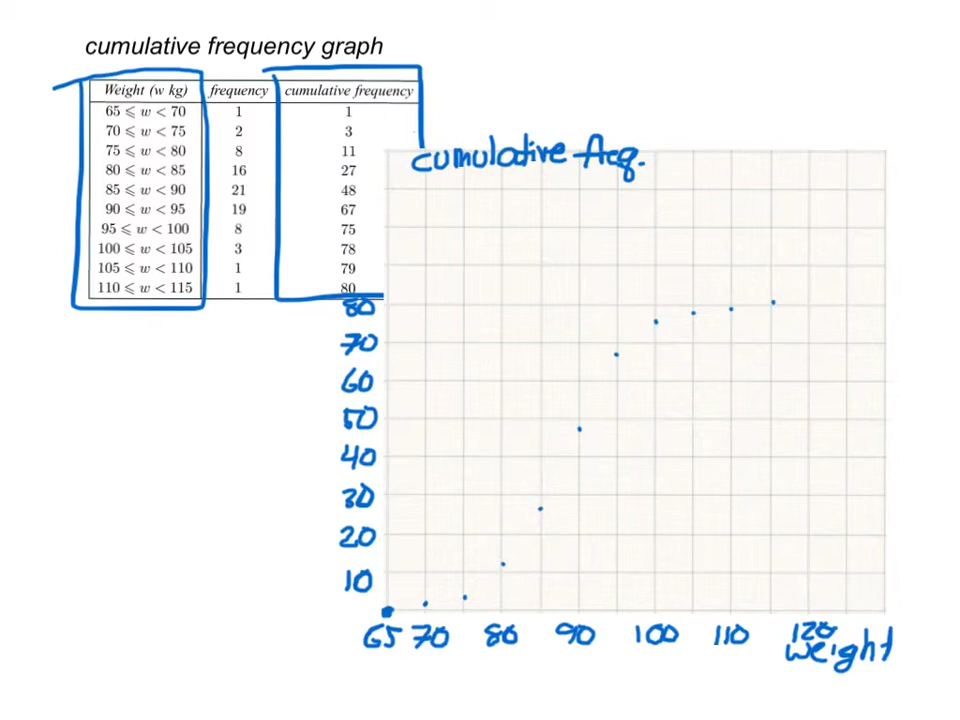 cumulative frequency graph
Weight (w kg) frequency cumulative frequency
65 ⩽ w < 70 1 1
70 ⩽ w < 75 2 3
75 ⩽ w < 80 8 11
80 ⩽ w < 85 16 27
85 ⩽ w < 90 21 48
90 ⩽ w < 95 19 67
95 ⩽ w < 100 8 75
100 ⩽ w < 105 3 78
105 ⩽ w < 110 1 79
110 ⩽ w < 115 1 80
cumulative freq.
80
70
60
50
40
30
20
10
65 70 80 90 100 110 120
weight